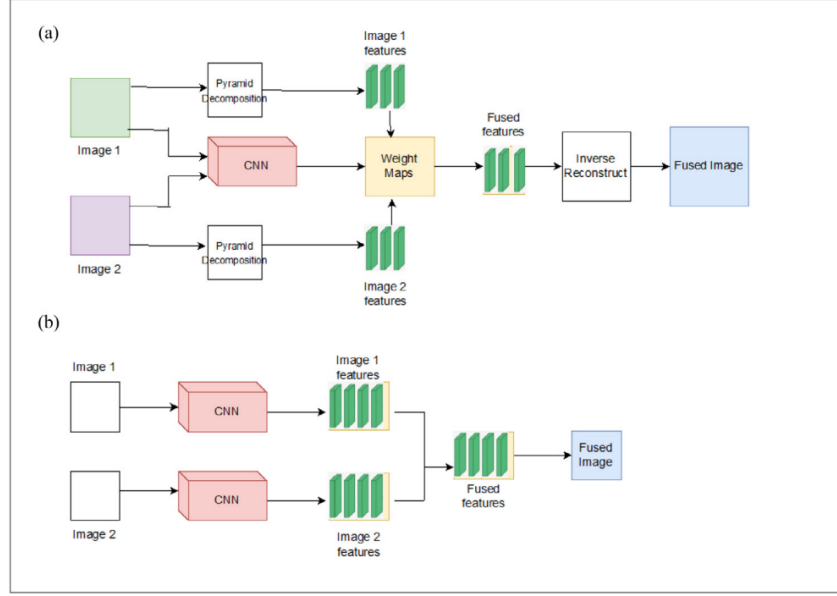 (a)
Image 1
features
Pyramid
Decomposition
Image 1
CNN
Weight
Maps
Fused
features
Inverse
Reconstruct
Fused Image
Image 2
Pyramid
Decomposition
Image 2
features
(b)
Image 1
CNN
Image 1
features
Fused
features
Fused
Image
CNN
Image 2
Image 2
features